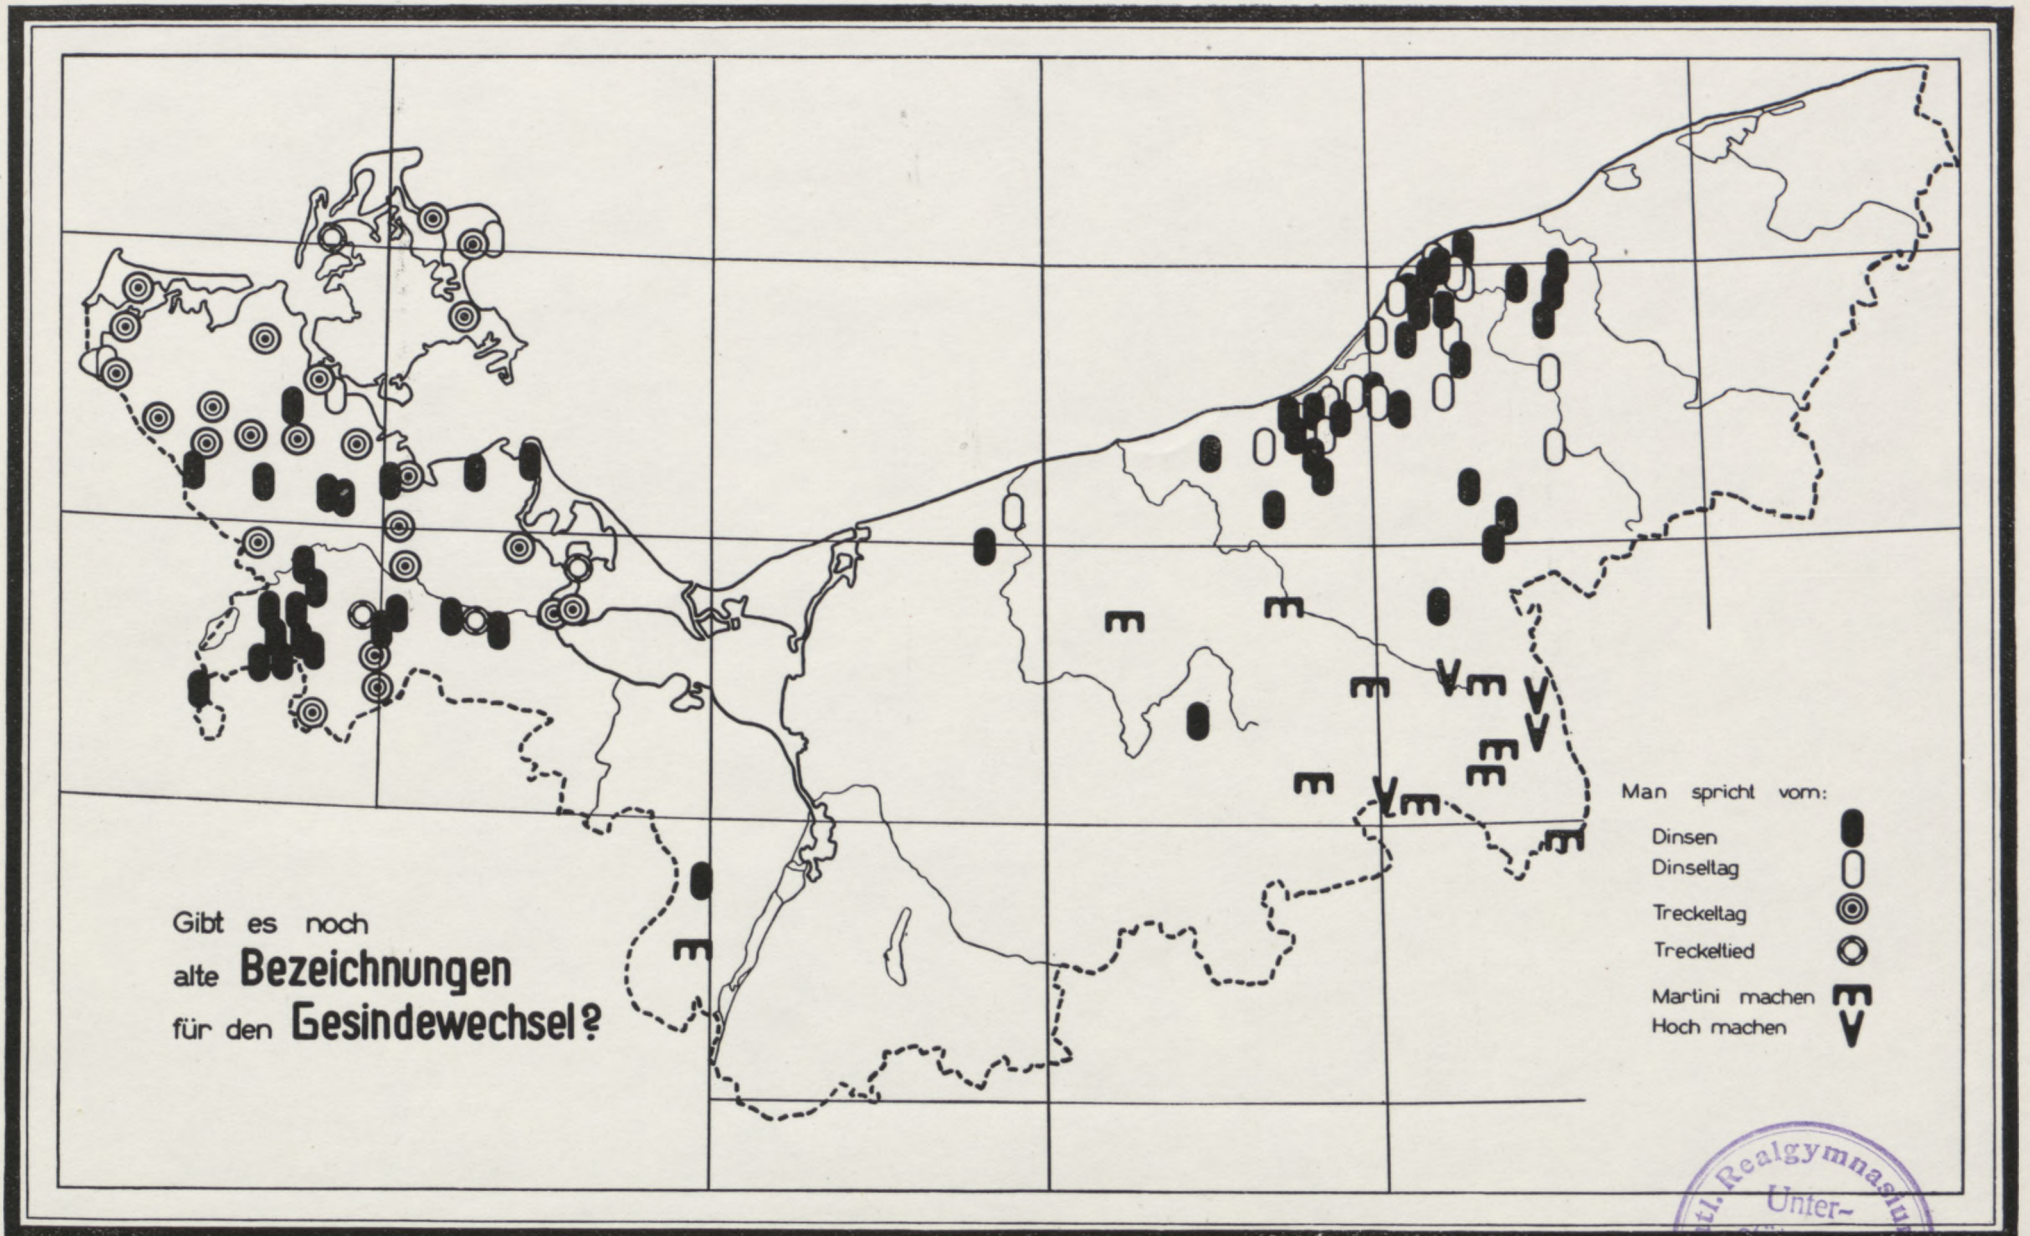 Gibt es noch
alte Bezeichnungen
für den Gesindewechsel?
Man spricht vom:
Dinsen
Dinseltag
Treckeltag
Treckeltied
Martini machen
Hoch machen
Realgymnasium
Unter-